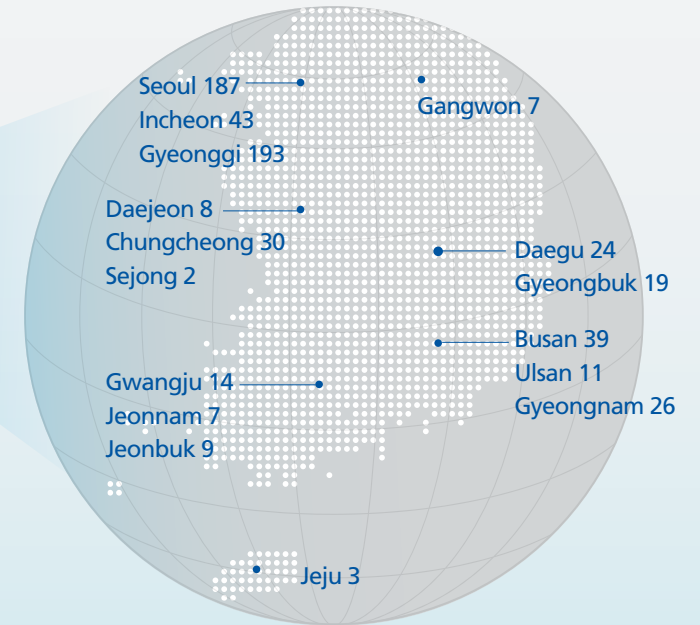 Seoul 187
Incheon 43
Gyeonggi 193
Gangwon 7
Daejeon 8
Chungcheong 30
Sejong 2
Daegu 24
Gyeongbuk 19
Busan 39
Ulsan 11
Gyeongnam 26
Gwangju 14
Jeonnam 7
Jeonbuk 9
Jeju 3